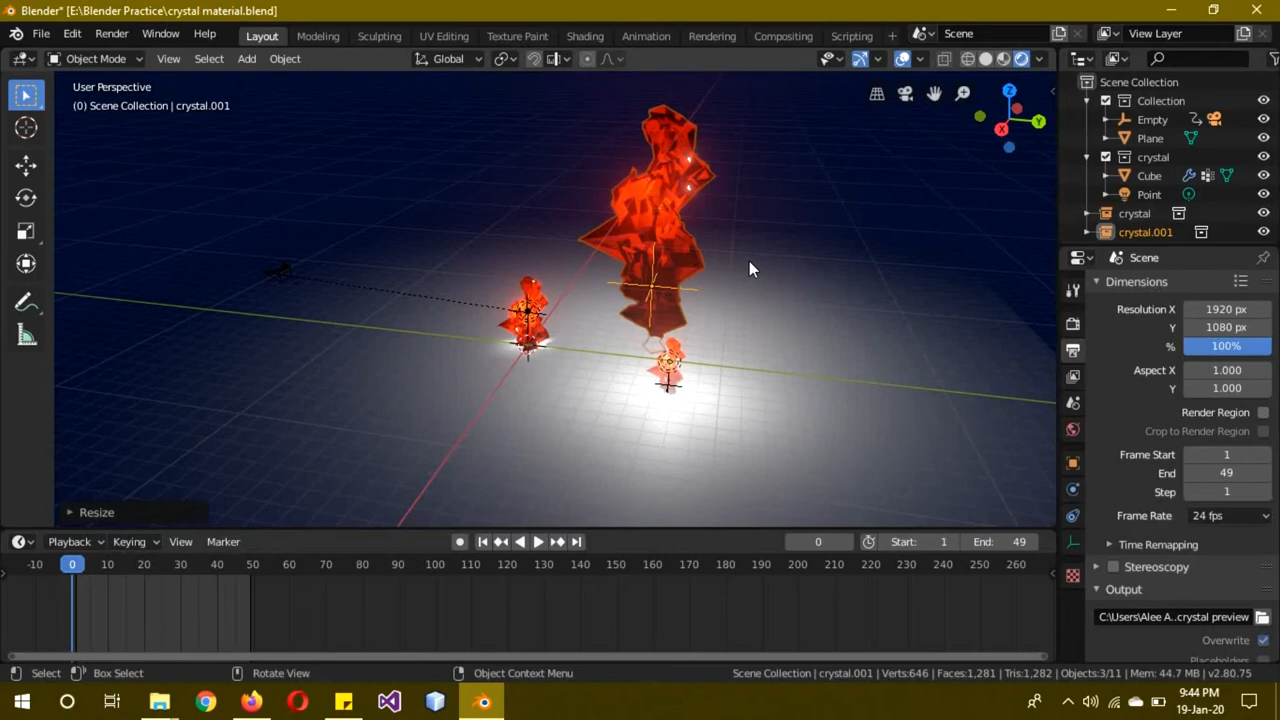 Blender* [E:\Blender Practice\crystal material.blend]
File Edit Render Window Help Layout Modeling Sculpting UV Editing Texture Paint Shading Animation Rendering Compositing Scripting + Scene View Layer
Object Mode View Select Add Object Global
User Perspective
(0) Scene Collection | crystal.001
Z
Y
X
Scene Collection
Collection
Empty
Plane
crystal
Cube
Point
crystal
crystal.001
Scene
Dimensions
Resolution X 1920 px
Y 1080 px
% 100%
Aspect X 1.000
Y 1.000
Render Region
Crop to Render Region
Frame Start 1
End 49
Step 1
Frame Rate 24 fps
Time Remapping
Stereoscopy
Output
C:\Users\Alee A..crystal preview
Overwrite
Placeholders
Resize
Playback Keying View Marker 0 Start: 1 End: 49
-10 0 10 20 30 40 50 60 70 80 90 100 110 120 130 140 150 160 170 180 190 200 210 220 230 240 250 260
Select Box Select Rotate View Object Context Menu Scene Collection | crystal.001 | Verts:646 | Faces:1,281 | Tris:1,282 | Objects:3/11 | Mem: 44.7 MB | v2.80.75
9:44 PM
19-Jan-20